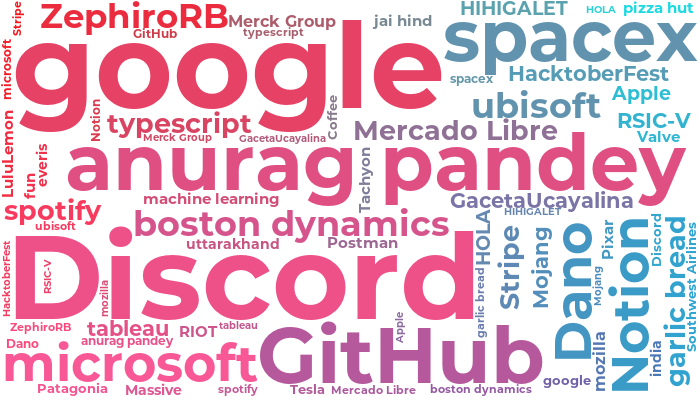 Stripe
ZephiroRB
Merck Group
jai hind
HIHIGALET
HOLA
pizza hut
GitHub
typescript
microsoft
google
spacex
spacex
HacktoberFest
Apple
Notion
Coffee
ubisoft
RSIC-V
Valve
typescript
Merck Group
GacetaUcayalina
Mercado Libre
LuluLemon
fun
everis
anurag pandey
Tachyon
machine learning
GacetaUcayalina
spotify
ubisoft
boston dynamics
HOLA
HIHIGALET
uttarakhand
Postman
HacktoberFest
RSIC-V
Discord
mozilla
garlic bread
Stripe
Mojang
Dano
Mojang
Pixar
Notion
Discord
garlic bread
Southwest Airlines
ZephiroRB
tableau
RIOT
tableau
Apple
Dano
anurag pandey
microsoft
GitHub
google
mozilla
india
Patagonia
Massive
spotify
Tesla
Mercado Libre
boston dynamics